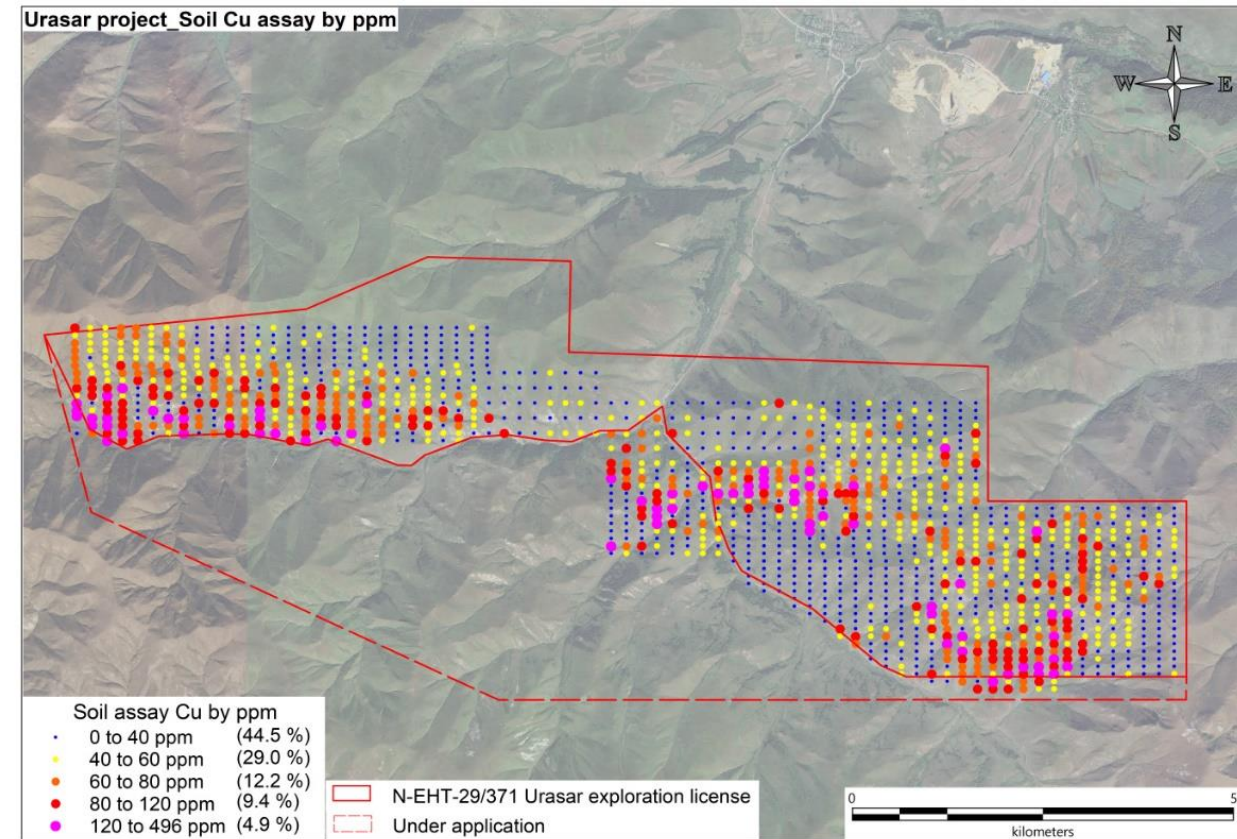 Urasar project_Soil Cu assay by ppm
N
W E
S
Soil assay Cu by ppm
0 to 40 ppm (44.5 %)
40 to 60 ppm (29.0 %)
60 to 80 ppm (12.2 %)
80 to 120 ppm (9.4 %)
120 to 496 ppm (4.9 %)
N-EHT-29/371 Urasar exploration license
Under application
0 5
kilometers